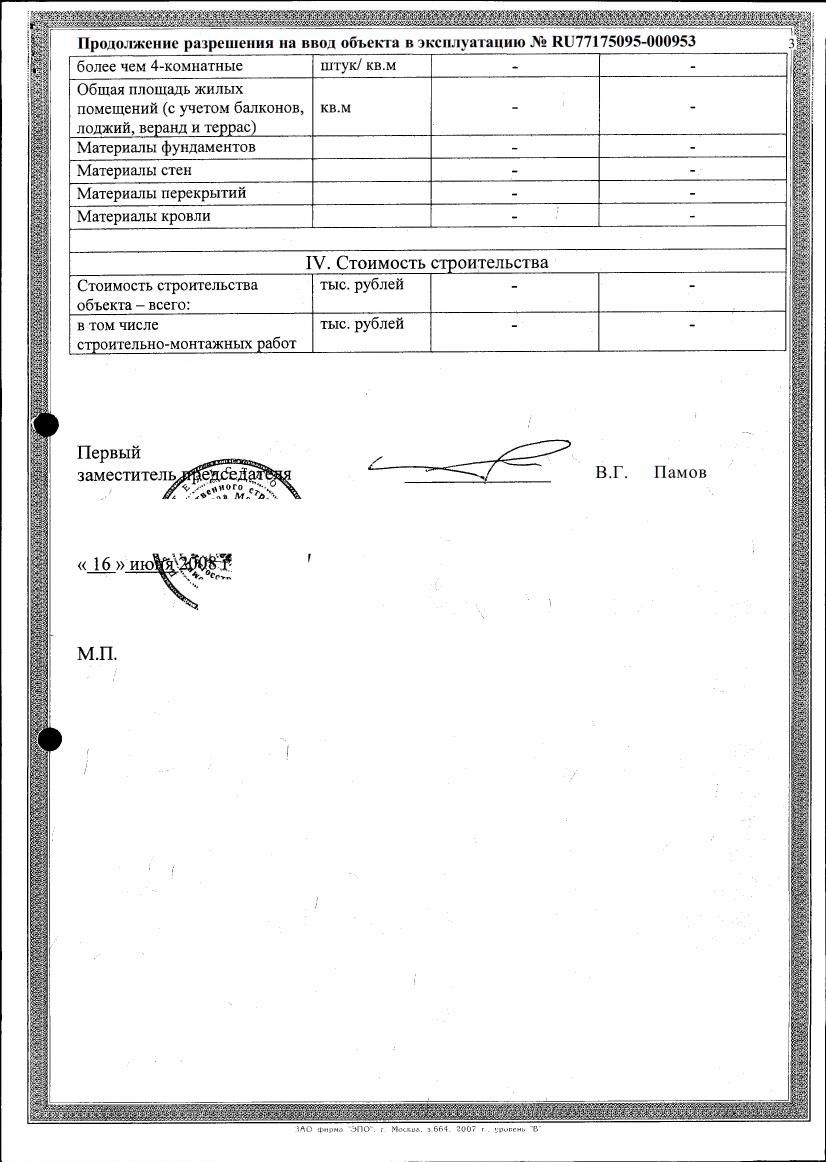 Продолжение разрешения на ввод объекта в эксплуатацию № RU77175095-000953
3
более чем 4-комнатные штук/ кв.м - -
Общая площадь жилых
помещений (с учетом балконов, кв.м - -
лоджий, веранд и террас)
Материалы фундаментов - -
Материалы стен - -
Материалы перекрытий - -
Материалы кровли - -
IV. Стоимость строительства
Стоимость строительства тыс. рублей - -
объекта – всего:
в том числе тыс. рублей - -
строительно-монтажных работ
Первый
заместитель председателя В.Г. Памов
« 16 » июня 2008 г
М.П.
ЗАО фирма "ЭПО", г. Москва, з.664, 2007 г., уровень "В"